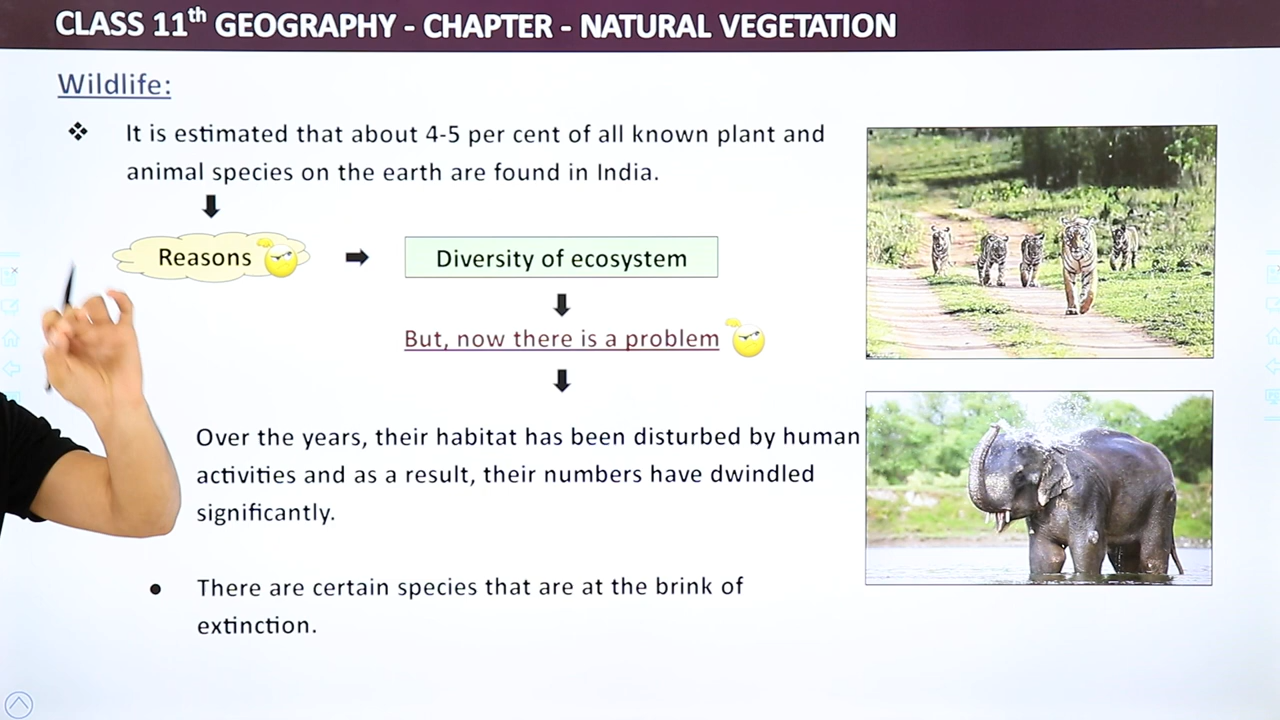 CLASS 11th GEOGRAPHY - CHAPTER - NATURAL VEGETATION
Wildlife:
It is estimated that about 4-5 per cent of all known plant and
animal species on the earth are found in India.
Reasons
Diversity of ecosystem
But, now there is a problem
Over the years, their habitat has been disturbed by human
activities and as a result, their numbers have dwindled
significantly.
There are certain species that are at the brink of
extinction.